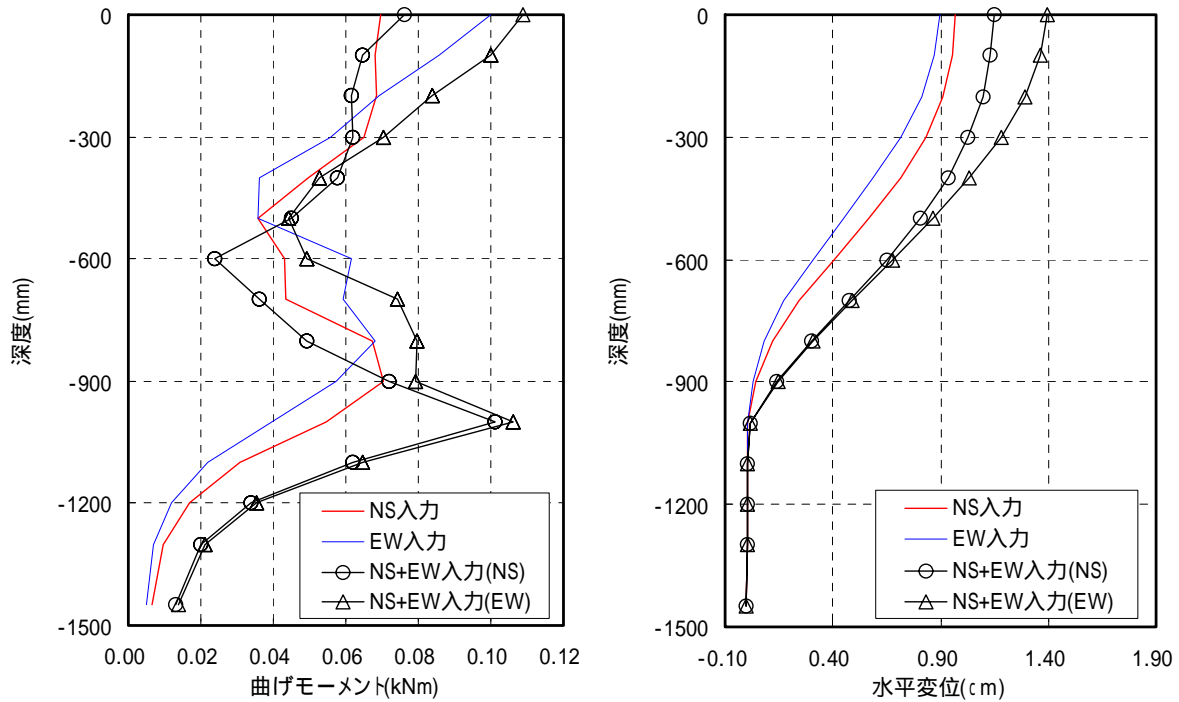 0
-300
-600
-900
-1200
-1500
深度(mm)
0.00 0.02 0.04 0.06 0.08 0.10 0.12
曲げモーメント(kNm)
NS入力
EW入力
NS+EW入力(NS)
NS+EW入力(EW)
0
-300
-600
-900
-1200
-1500
深度(mm)
-0.10 0.40 0.90 1.40 1.90
水平変位(cm)
NS入力
EW入力
NS+EW入力(NS)
NS+EW入力(EW)